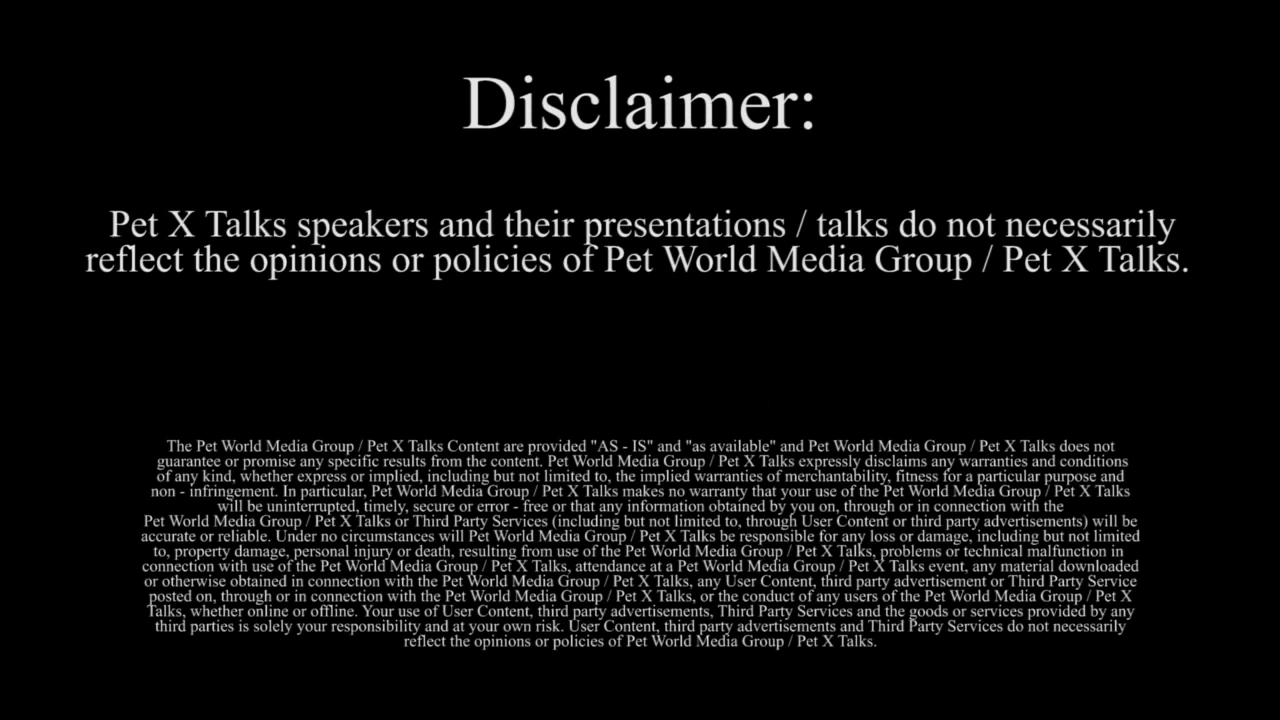 Disclaimer:
Pet X Talks speakers and their presentations / talks do not necessarily
reflect the opinions or policies of Pet World Media Group / Pet X Talks.
The Pet World Media Group / Pet X Talks Content are provided "AS - IS" and "as available" and Pet World Media Group / Pet X Talks does not
guarantee or promise any specific results from the content. Pet World Media Group / Pet X Talks expressly disclaims any warranties and conditions
of any kind, whether express or implied, including but not limited to, the implied warranties of merchantability, fitness for a particular purpose and
non - infringement. In particular, Pet World Media Group / Pet X Talks makes no warranty that your use of the Pet World Media Group / Pet X Talks
will be uninterrupted, timely, secure or error - free or that any information obtained by you on, through or in connection with the
Pet World Media Group / Pet X Talks or Third Party Services (including but not limited to, through User Content or third party advertisements) will be
accurate or reliable. Under no circumstances will Pet World Media Group / Pet X Talks be responsible for any loss or damage, including but not limited
to, property damage, personal injury or death, resulting from use of the Pet World Media Group / Pet X Talks, problems or technical malfunction in
connection with use of the Pet World Media Group / Pet X Talks, attendance at a Pet World Media Group / Pet X Talks event, any material downloaded
or otherwise obtained in connection with the Pet World Media Group / Pet X Talks, any User Content, third party advertisement or Third Party Service
posted on, through or in connection with the Pet World Media Group / Pet X Talks, or the conduct of any users of the Pet World Media Group / Pet X
Talks, whether online or offline. Your use of User Content, third party advertisements, Third Party Services and the goods or services provided by any
third parties is solely your responsibility and at your own risk. User Content, third party advertisements and Third Party Services do not necessarily
reflect the opinions or policies of Pet World Media Group / Pet X Talks.